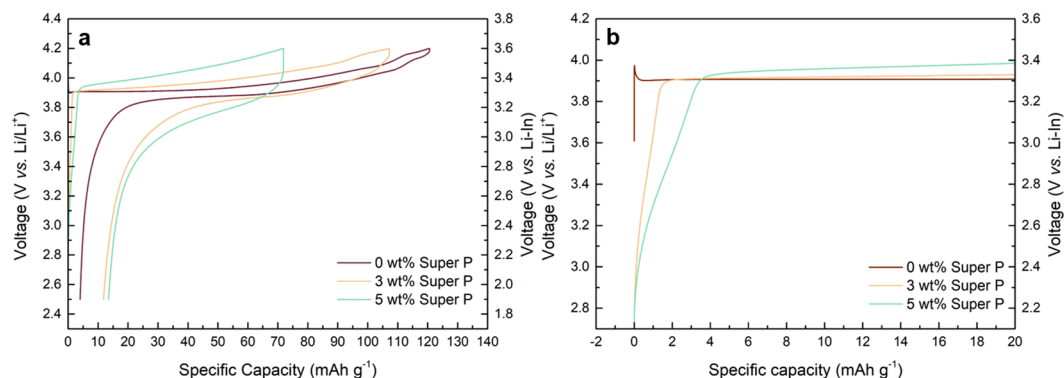 a
4.4
4.2
4.0
3.8
3.6
3.4
3.2
3.0
2.8
2.6
2.4
Voltage (V vs. Li/Li⁺)
3.8
3.6
3.4
3.2
3.0
2.8
2.6
2.4
2.2
2.0
1.8
Voltage (V vs. Li-In)
0 wt% Super P
3 wt% Super P
5 wt% Super P
0 10 20 30 40 50 60 70 80 90 100 110 120 130 140
Specific Capacity (mAh g⁻¹)
b
4.2
4.0
3.8
3.6
3.4
3.2
3.0
2.8
Voltage (V vs. Li/Li⁺)
3.6
3.4
3.2
3.0
2.8
2.6
2.4
2.2
Voltage (V vs. Li-In)
0 wt% Super P
3 wt% Super P
5 wt% Super P
-2 0 2 4 6 8 10 12 14 16 18 20
Specific capacity (mAh g⁻¹)